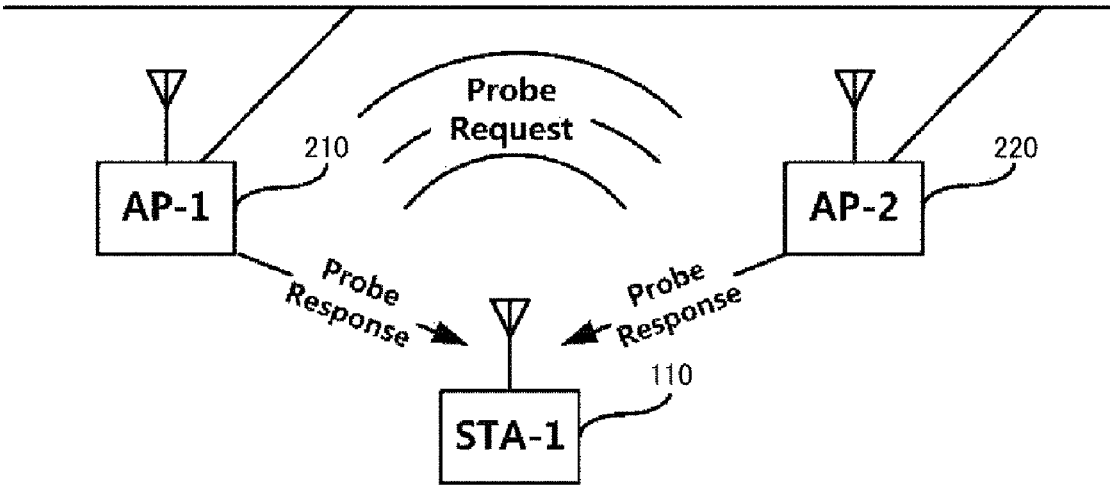 Probe
Request
210
220
AP-1
AP-2
Probe
Response
Probe
Response
110
STA-1